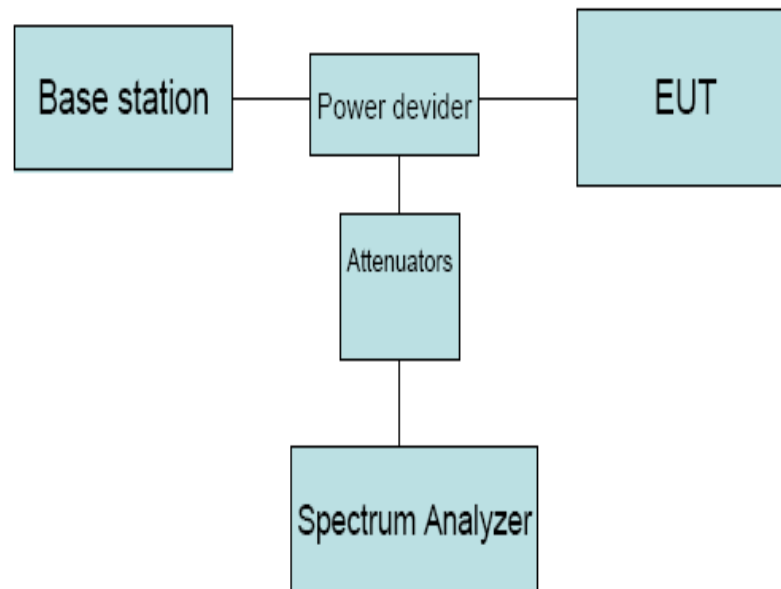 Base station
Power devider
EUT
Attenuators
Spectrum Analyzer